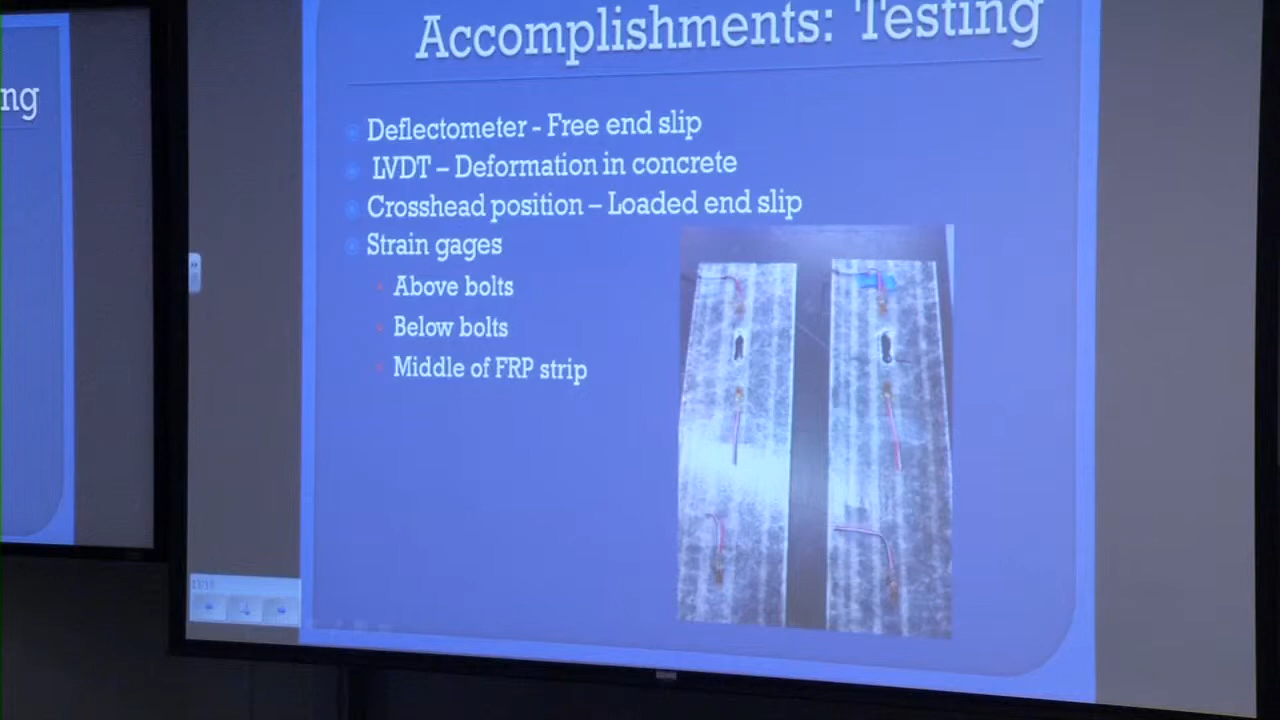 Accomplishments: Testing
ng
Deflectometer - Free end slip
LVDT – Deformation in concrete
Crosshead position – Loaded end slip
Strain gages
Above bolts
Below bolts
Middle of FRP strip